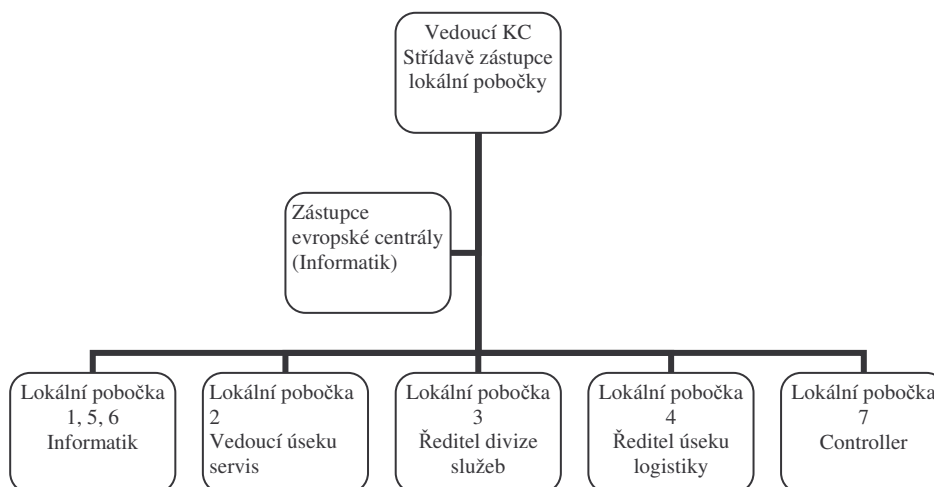 Vedoucí KC
Střídavě zástupce
lokální pobočky
Zástupce
evropské centrály
(Informatik)
Lokální pobočka
1, 5, 6
Informatik
Lokální pobočka
2
Vedoucí úseku
servis
Lokální pobočka
3
Ředitel divize
služeb
Lokální pobočka
4
Ředitel úseku
logistiky
Lokální pobočka
7
Controller